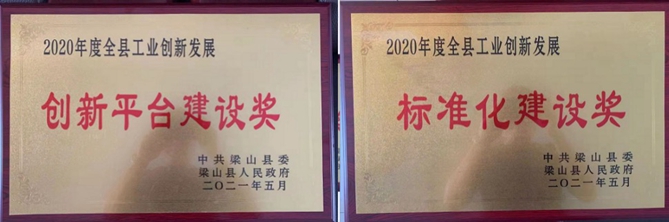 2020年度全县工业创新发展
创新平台建设奖
中共梁山县委
梁山县人民政府
二〇二一年五月
2020年度全县工业创新发展
标准化建设奖
中共梁山县委
梁山县人民政府
二〇二一年五月